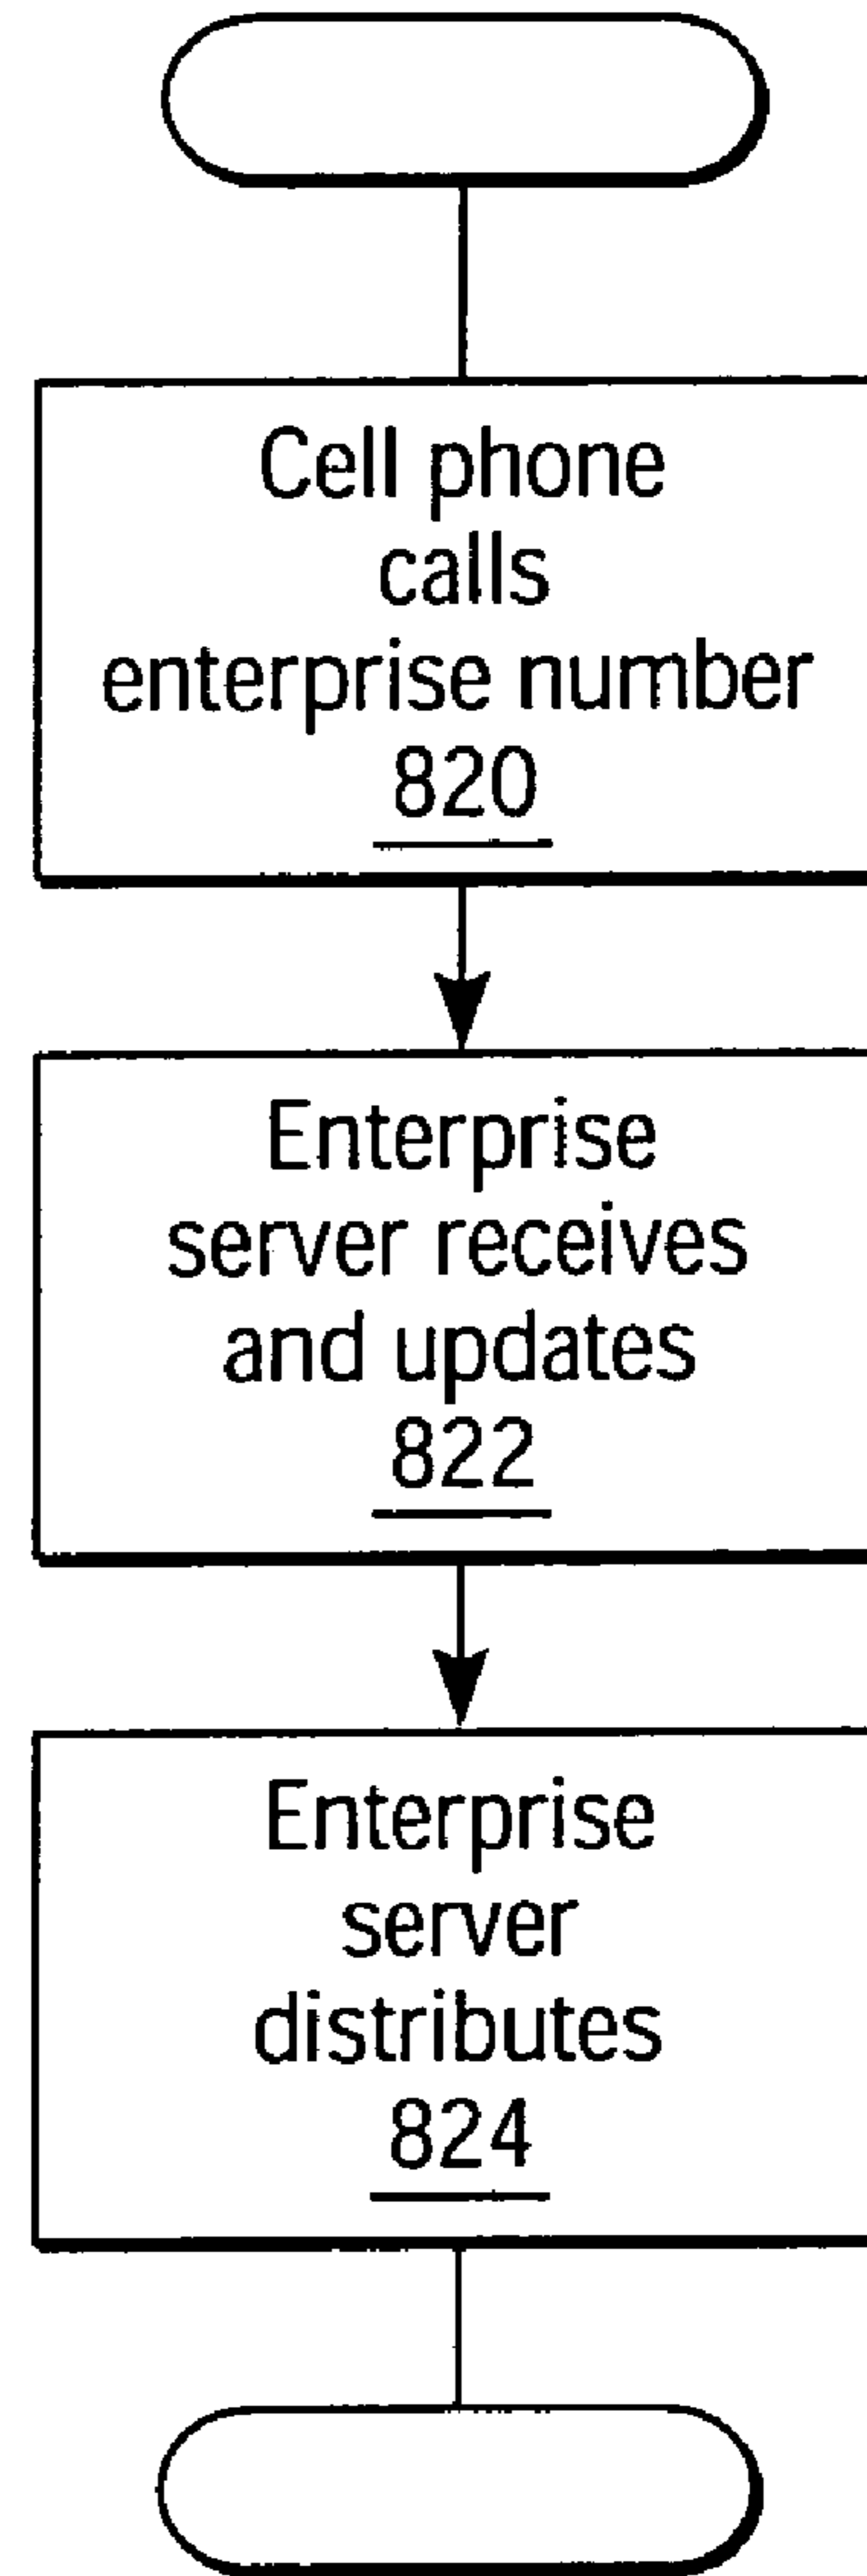 Cell phone
calls
enterprise number
820
Enterprise
server receives
and updates
822
Enterprise
server
distributes
824